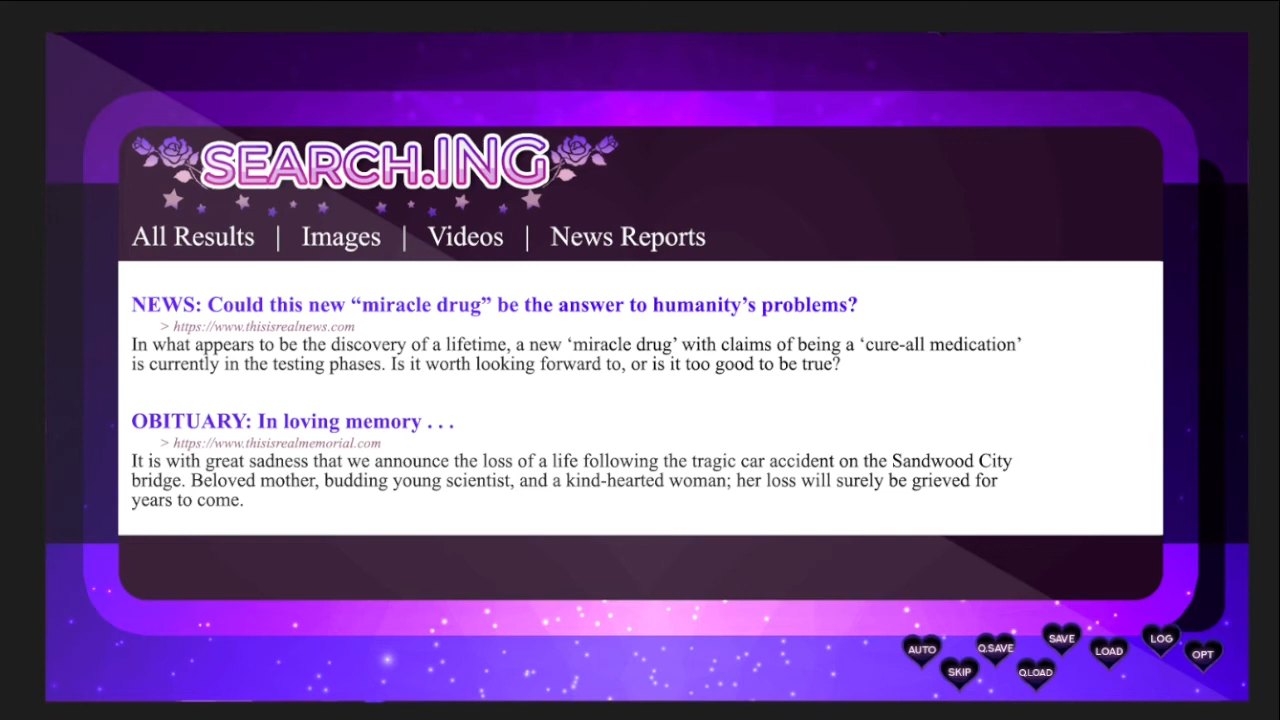 SEARCH.ING
All Results | Images | Videos | News Reports
NEWS: Could this new “miracle drug” be the answer to humanity’s problems?
> https://www.thisisrealnews.com
In what appears to be the discovery of a lifetime, a new ‘miracle drug’ with claims of being a ‘cure-all medication’
is currently in the testing phases. Is it worth looking forward to, or is it too good to be true?
OBITUARY: In loving memory . . .
> https://www.thisisrealmemorial.com
It is with great sadness that we announce the loss of a life following the tragic car accident on the Sandwood City
bridge. Beloved mother, budding young scientist, and a kind-hearted woman; her loss will surely be grieved for
years to come.
AUTO
SKIP
Q.SAVE
Q.LOAD
SAVE
LOAD
LOG
OPT